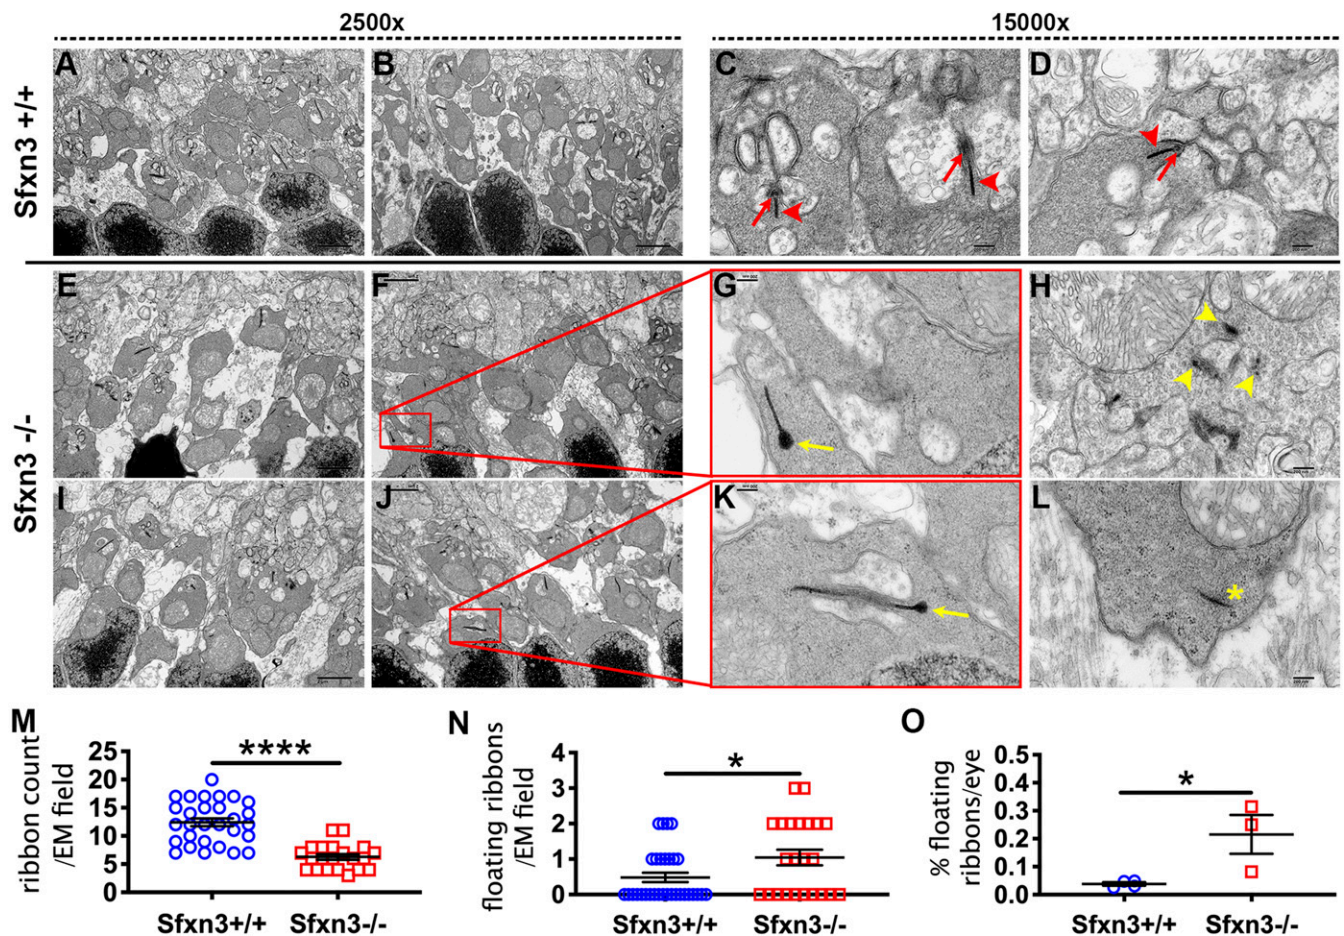 2500x
15000x
Sfxn3 +/+
A
B
C
D
Sfxn3 -/-
E
F
G
H
I
J
K
L
*
M
ribbon count
/EM field
25
20
15
10
5
0
****
Sfxn3+/+
Sfxn3-/-
N
floating ribbons
/EM field
4
3
2
1
0
*
Sfxn3+/+
Sfxn3-/-
O
% floating
ribbons/eye
0.5
0.4
0.3
0.2
0.1
0.0
*
Sfxn3+/+
Sfxn3-/-